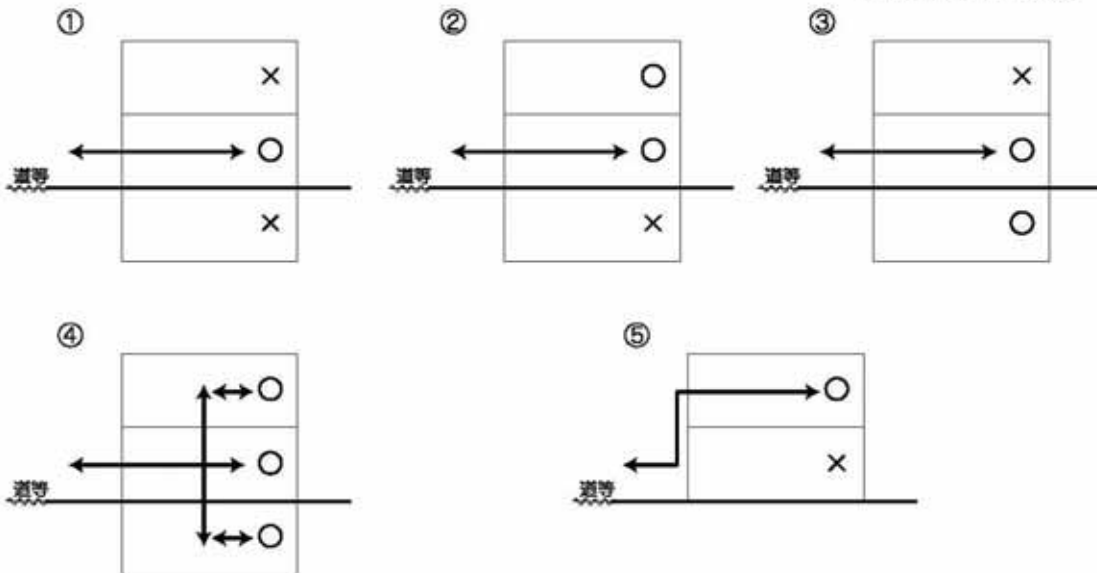 ① ② ③
× ○ ×
○ ○ ○
道等 道等 道等
× × ○
④ ⑤
○ ○
○ ×
道等 道等
○